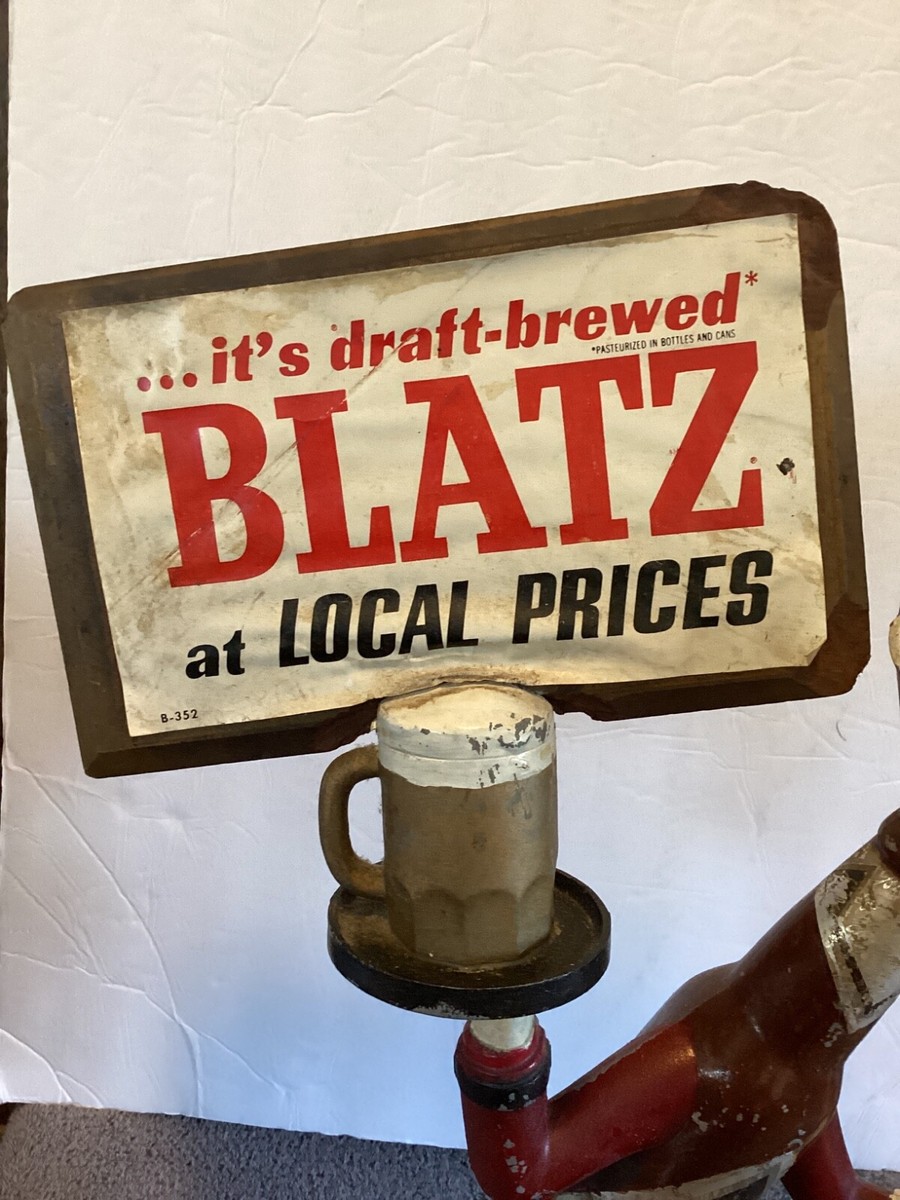 ...it's draft-brewed*
*PASTEURIZED IN BOTTLES AND CANS
BLATZ
at LOCAL PRICES
B-352